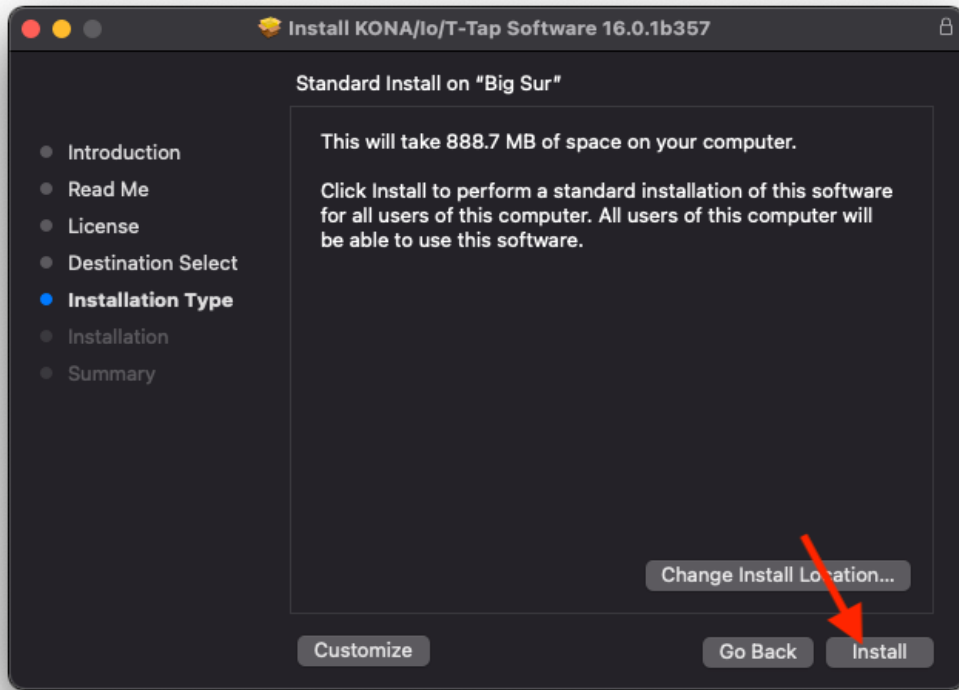 Install KONA/Io/T-Tap Software 16.0.1b357
Standard Install on “Big Sur”
Introduction
Read Me
License
Destination Select
Installation Type
Installation
Summary
This will take 888.7 MB of space on your computer.
Click Install to perform a standard installation of this software
for all users of this computer. All users of this computer will
be able to use this software.
Change Install Location...
Customize
Go Back
Install